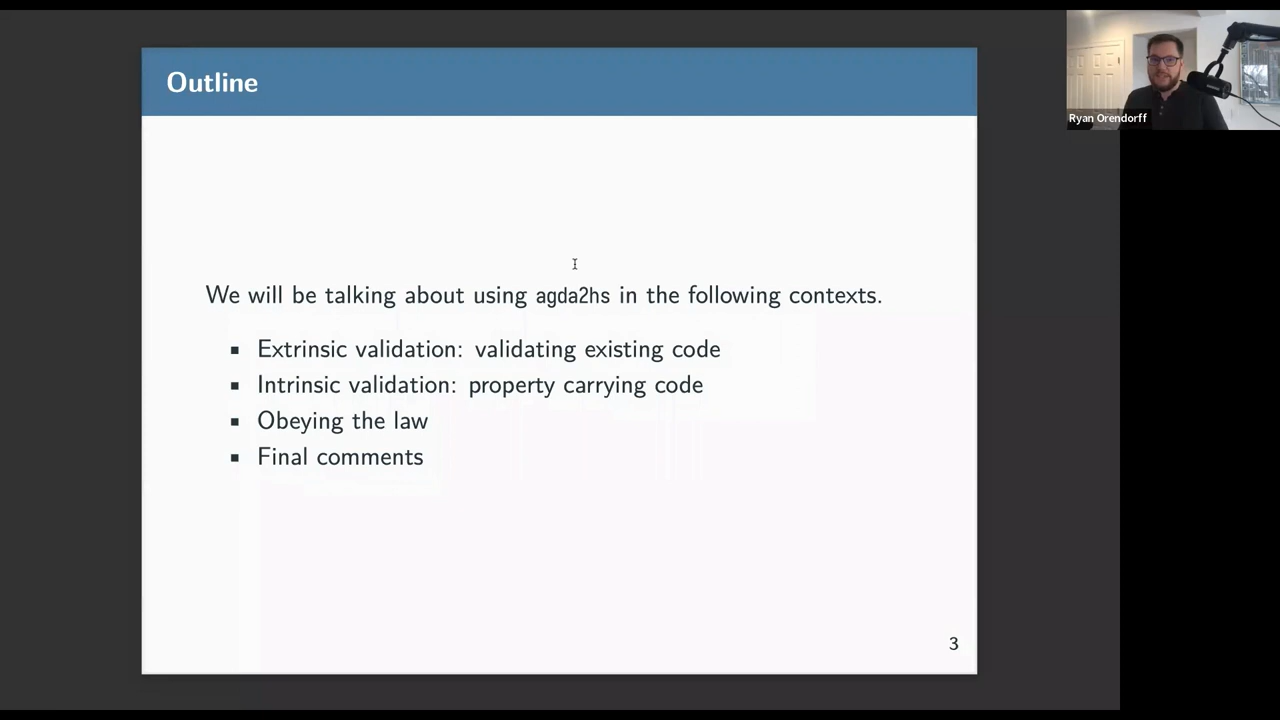 Outline
Ryan Orendorff
We will be talking about using agda2hs in the following contexts.
▪ Extrinsic validation: validating existing code
▪ Intrinsic validation: property carrying code
▪ Obeying the law
▪ Final comments
3